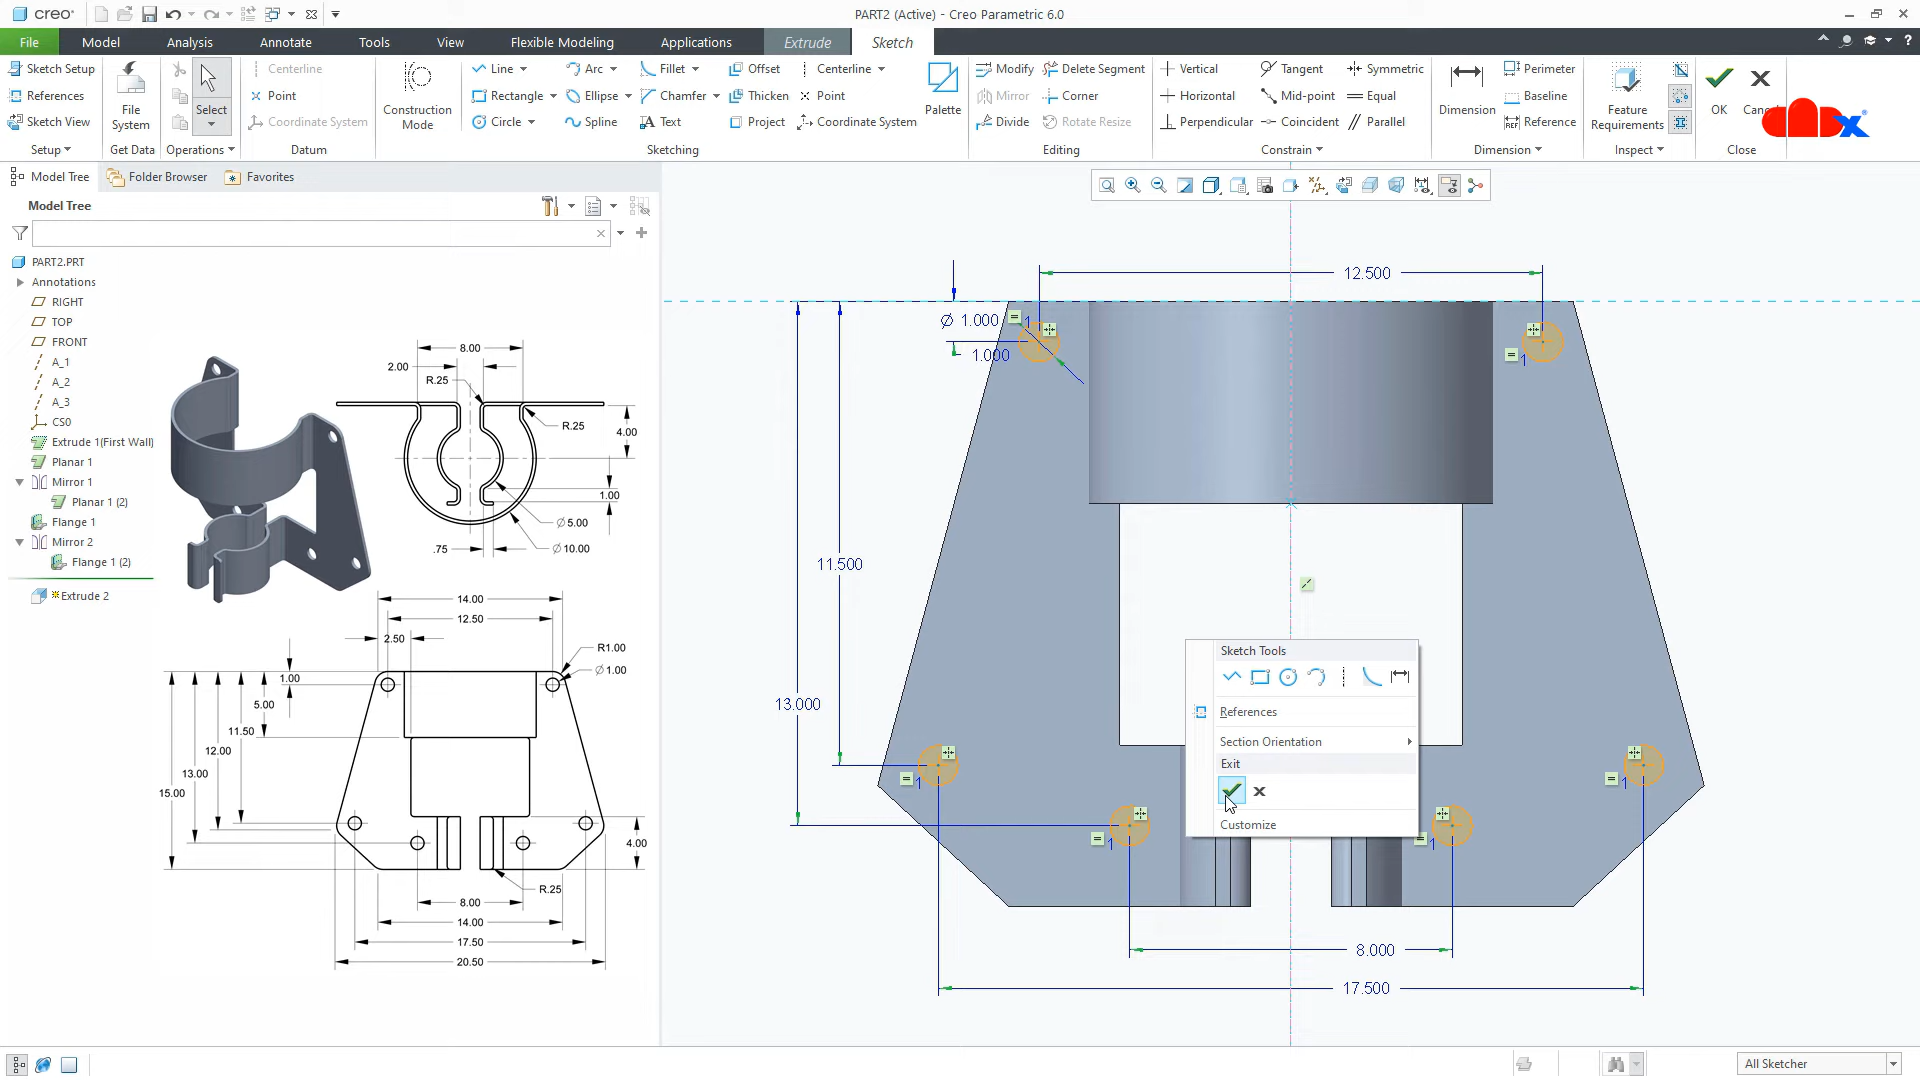 creo
PART2 (Active) - Creo Parametric 6.0
File Model Analysis Annotate Tools View Flexible Modeling Applications Extrude Sketch
Sketch Setup
References
Sketch View
Setup
File System
Get Data
Select
Operations
Centerline
Point
Coordinate System
Datum
Construction Mode
Line Arc Fillet Offset Centerline
Rectangle Ellipse Chamfer Thicken Point
Circle Spline Text Project Coordinate System
Palette
Sketching
Modify Delete Segment
Mirror Corner
Divide Rotate Resize
Editing
Vertical Tangent Symmetric
Horizontal Mid-point Equal
Perpendicular Coincident Parallel
Constrain
Dimension
Perimeter
Baseline
REF Reference
Dimension
Feature Requirements
Inspect
OK
Close
Model Tree Folder Browser Favorites
Model Tree
PART2.PRT
Annotations
RIGHT
TOP
FRONT
A_1
A_2
A_3
CS0
Extrude 1(First Wall)
Planar 1
Mirror 1
Planar 1 (2)
Flange 1
Mirror 2
Flange 1 (2)
Extrude 2
8.00
2.00
R.25
R.25
4.00
1.00
Ø5.00
.75
Ø10.00
14.00
12.50
2.50
R1.00
Ø1.00
1.00
5.00
11.50
12.00
13.00
15.00
4.00
R.25
8.00
14.00
17.50
20.50
12.500
Ø 1.000
1.000
11.500
13.000
8.000
17.500
1
1
1
1
1
1
Sketch Tools
References
Section Orientation
Exit
Customize
All Sketcher